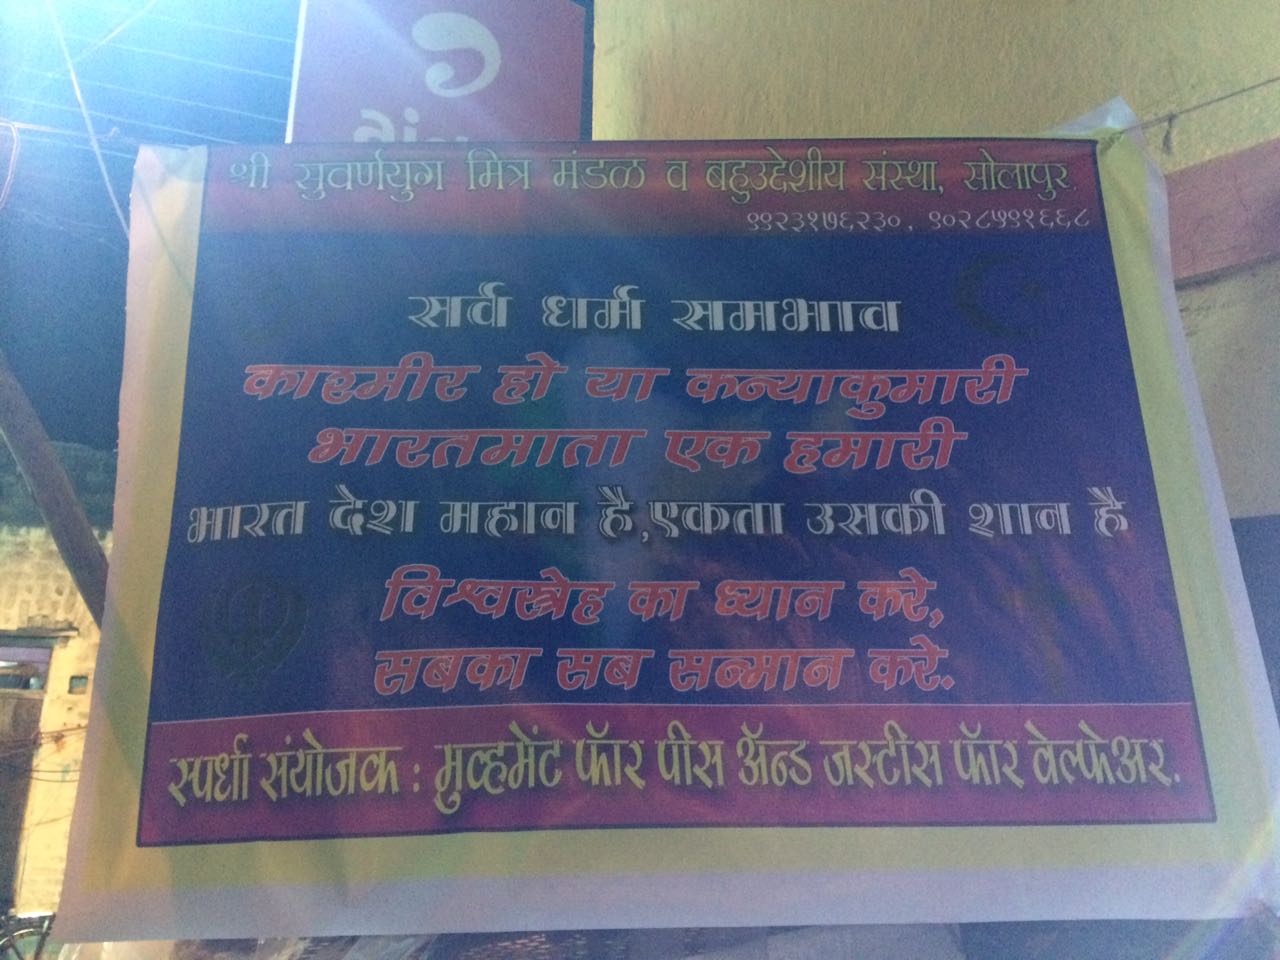 श्री सुवर्णयुग मित्र मंडळ व बहुउद्देशीय संस्था, सोलापुर.
९९२३१७६२३०, ९०२८५९१६६८
सर्व धर्म समभाव
काश्मीर हो या कन्याकुमारी
भारतमाता एक हमारी
भारत देश महान है,एकता उसकी शान है
विश्वस्नेह का ध्यान करे,
सबका सब सन्मान करे.
स्पर्धा संयोजक : मुव्हमेंट फॉर पीस ॲन्ड जस्टीस फॉर वेल्फेअर.